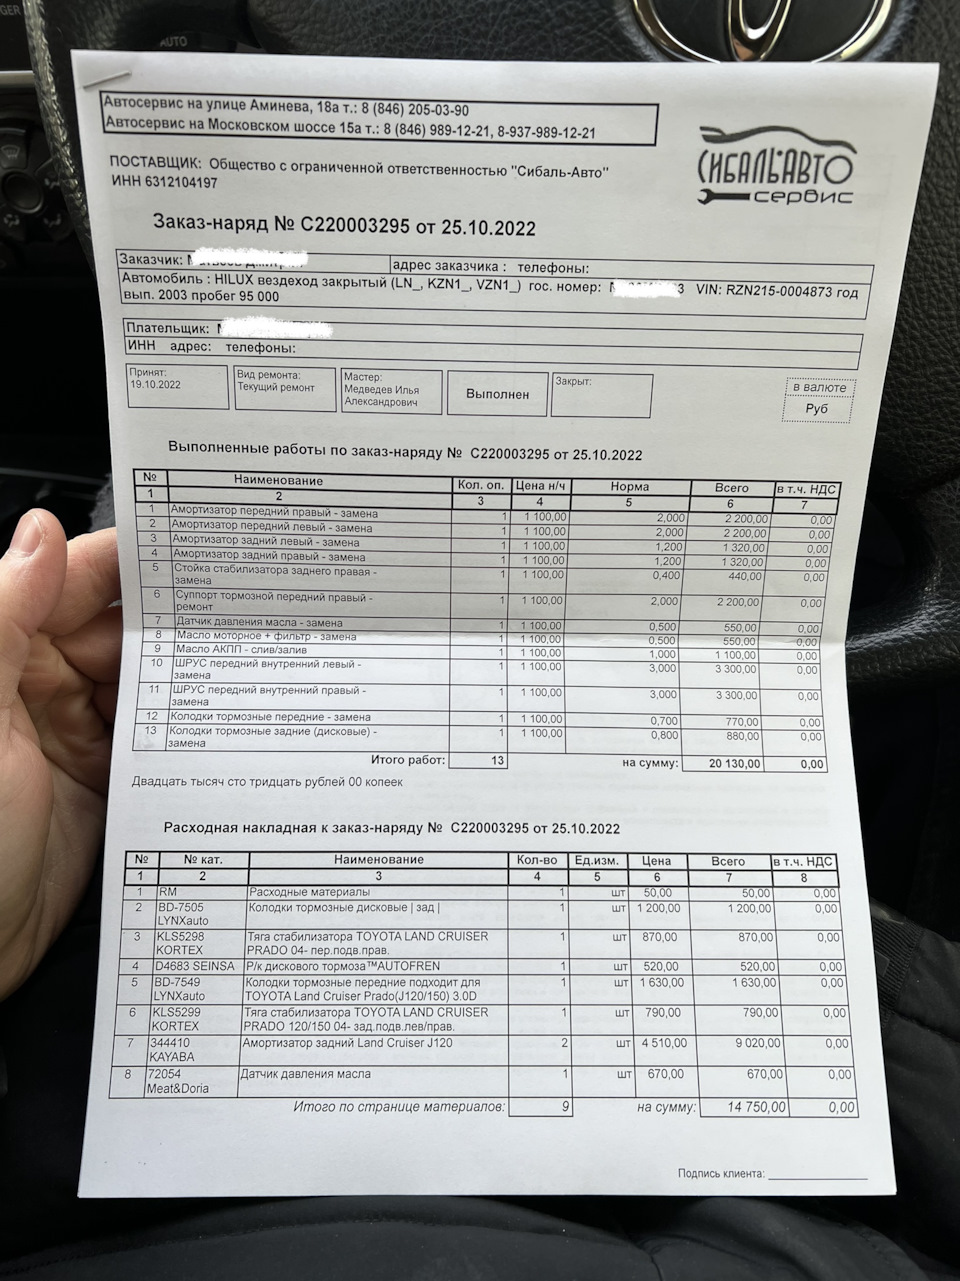 AUTO
Автосервис на улице Аминева, 18а т.: 8 (846) 205-03-90
Автосервис на Московском шоссе 15а т.: 8 (846) 989-12-21, 8-937-989-12-21
СИБАЛЬАВТО
сервис
ПОСТАВЩИК: Общество с ограниченной ответственностью "Сибаль-Авто"
ИНН 6312104197
Заказ-наряд № С220003295 от 25.10.2022
Заказчик: адрес заказчика : телефоны:
Автомобиль : HILUX вездеход закрытый (LN_, KZN1_, VZN1_) гос. номер: 3 VIN: RZN215-0004873 год
вып. 2003 пробег 95 000
Плательщик:
ИНН адрес: телефоны:
Принят: 19.10.2022
Вид ремонта: Текущий ремонт
Мастер: Медведев Илья Александрович
Выполнен
Закрыт:
в валюте
Руб
Выполненные работы по заказ-наряду № С220003295 от 25.10.2022
№ Наименование Кол. оп. Цена н/ч Норма Всего в т.ч. НДС
1 2 3 4 5 6 7
1 Амортизатор передний правый - замена 1 1 100,00 2,000 2 200,00 0,00
2 Амортизатор передний левый - замена 1 1 100,00 2,000 2 200,00 0,00
3 Амортизатор задний левый - замена 1 1 100,00 1,200 1 320,00 0,00
4 Амортизатор задний правый - замена 1 1 100,00 1,200 1 320,00 0,00
5 Стойка стабилизатора заднего правая - 1 1 100,00 0,400 440,00 0,00
замена
6 Суппорт тормозной передний правый - 1 1 100,00 2,000 2 200,00 0,00
ремонт
7 Датчик давления масла - замена 1 1 100,00 0,500 550,00 0,00
8 Масло моторное + фильтр - замена 1 1 100,00 0,500 550,00 0,00
9 Масло АКПП - слив/залив 1 1 100,00 1,000 1 100,00 0,00
10 ШРУС передний внутренний левый - 1 1 100,00 3,000 3 300,00 0,00
замена
11 ШРУС передний внутренний правый - 1 1 100,00 3,000 3 300,00 0,00
замена
12 Колодки тормозные передние - замена 1 1 100,00 0,700 770,00 0,00
13 Колодки тормозные задние (дисковые) - 1 1 100,00 0,800 880,00 0,00
замена
Итого работ: 13 на сумму: 20 130,00 0,00
Двадцать тысяч сто тридцать рублей 00 копеек
Расходная накладная к заказ-наряду № С220003295 от 25.10.2022
№ № кат. Наименование Кол-во Ед.изм. Цена Всего в т.ч. НДС
1 2 3 4 5 6 7 8
1 RM Расходные материалы 1 шт 50,00 50,00 0,00
2 BD-7505 Колодки тормозные дисковые | зад | 1 шт 1 200,00 1 200,00 0,00
LYNXauto
3 KLS5298 Тяга стабилизатора TOYOTA LAND CRUISER 1 шт 870,00 870,00 0,00
KORTEX PRADO 04- пер.подв.прав.
4 D4683 SEINSA Р/к дискового тормоза™AUTOFREN 1 шт 520,00 520,00 0,00
5 BD-7549 Колодки тормозные передние подходит для 1 шт 1 630,00 1 630,00 0,00
LYNXauto TOYOTA Land Cruiser Prado(J120/150) 3.0D
6 KLS5299 Тяга стабилизатора TOYOTA LAND CRUISER 1 шт 790,00 790,00 0,00
KORTEX PRADO 120/150 04- зад.подв.лев/прав.
7 344410 Амортизатор задний Land Cruiser J120 2 шт 4 510,00 9 020,00 0,00
KAYABA
8 72054 Датчик давления масла 1 шт 670,00 670,00 0,00
Meat&Doria
Итого по странице материалов: 9 на сумму: 14 750,00 0,00
Подпись клиента: